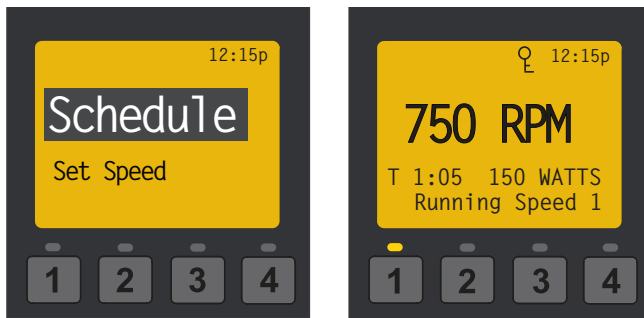 12:15p
Schedule
Set Speed
1 2 3 4
12:15p
750 RPM
T 1:05 150 WATTS
Running Speed 1
1 2 3 4